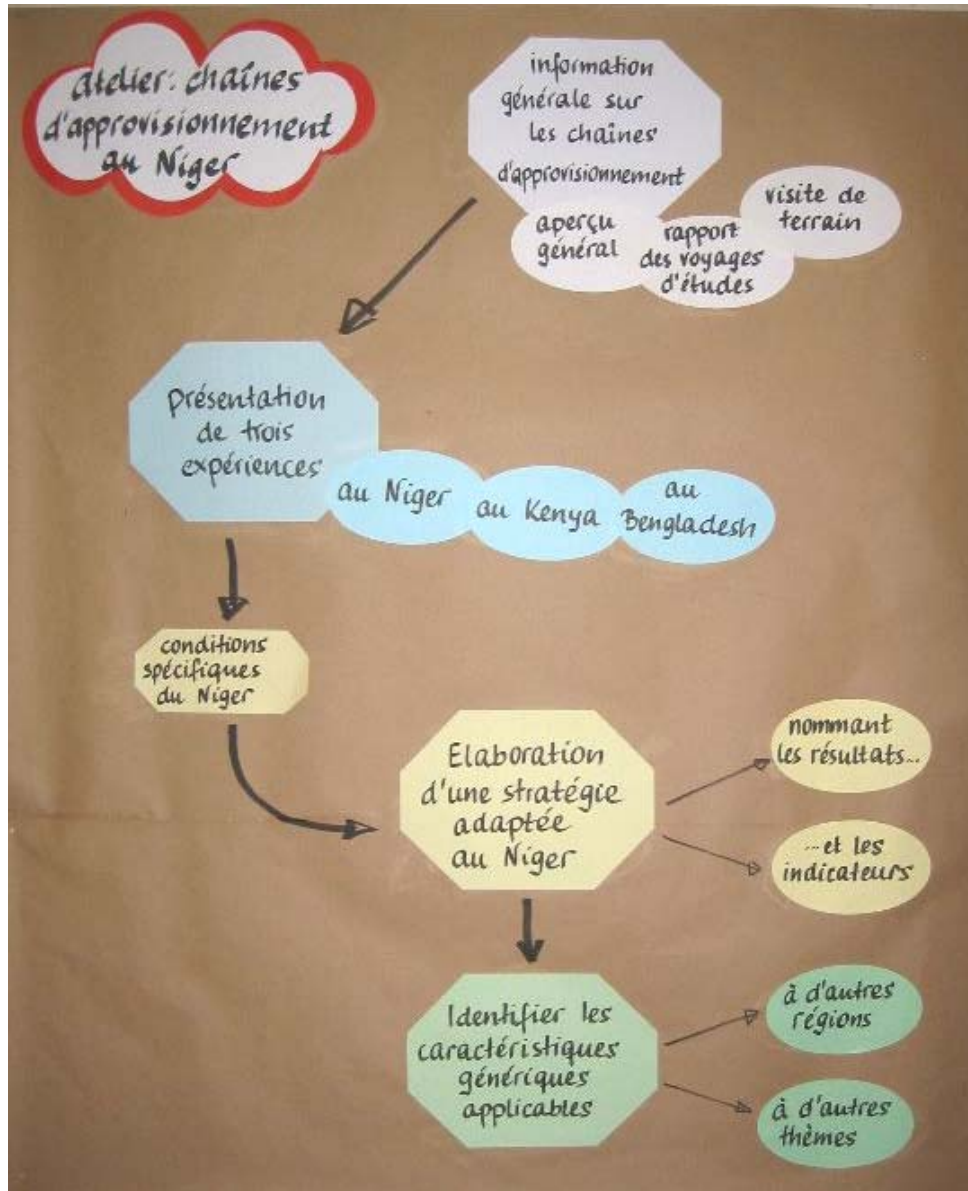 atelier: chaînes
d'approvisionnement
au Niger
information
générale sur
les chaînes
d'approvisionnement
aperçu
général
rapport
des voyages
d'études
visite de
terrain
présentation
de trois
expériences
au Niger
au Kenya
au
Bengladesh
conditions
spécifiques
du Niger
Elaboration
d'une stratégie
adaptée
au Niger
nommant
les résultats...
...et les
indicateurs
Identifier les
caractéristiques
génériques
applicables
à d'autres
régions
à d'autres
thèmes